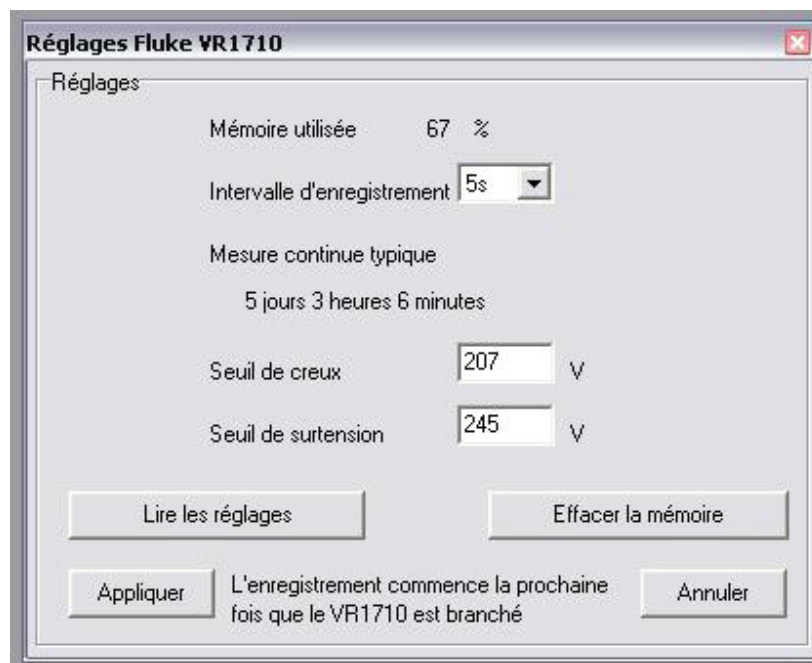 Réglages Fluke VR1710
Réglages
Mémoire utilisée 67 %
Intervalle d'enregistrement 5s
Mesure continue typique
5 jours 3 heures 6 minutes
Seuil de creux 207 V
Seuil de surtension 245 V
Lire les réglages Effacer la mémoire
Appliquer L'enregistrement commence la prochaine Annuler
fois que le VR1710 est branché